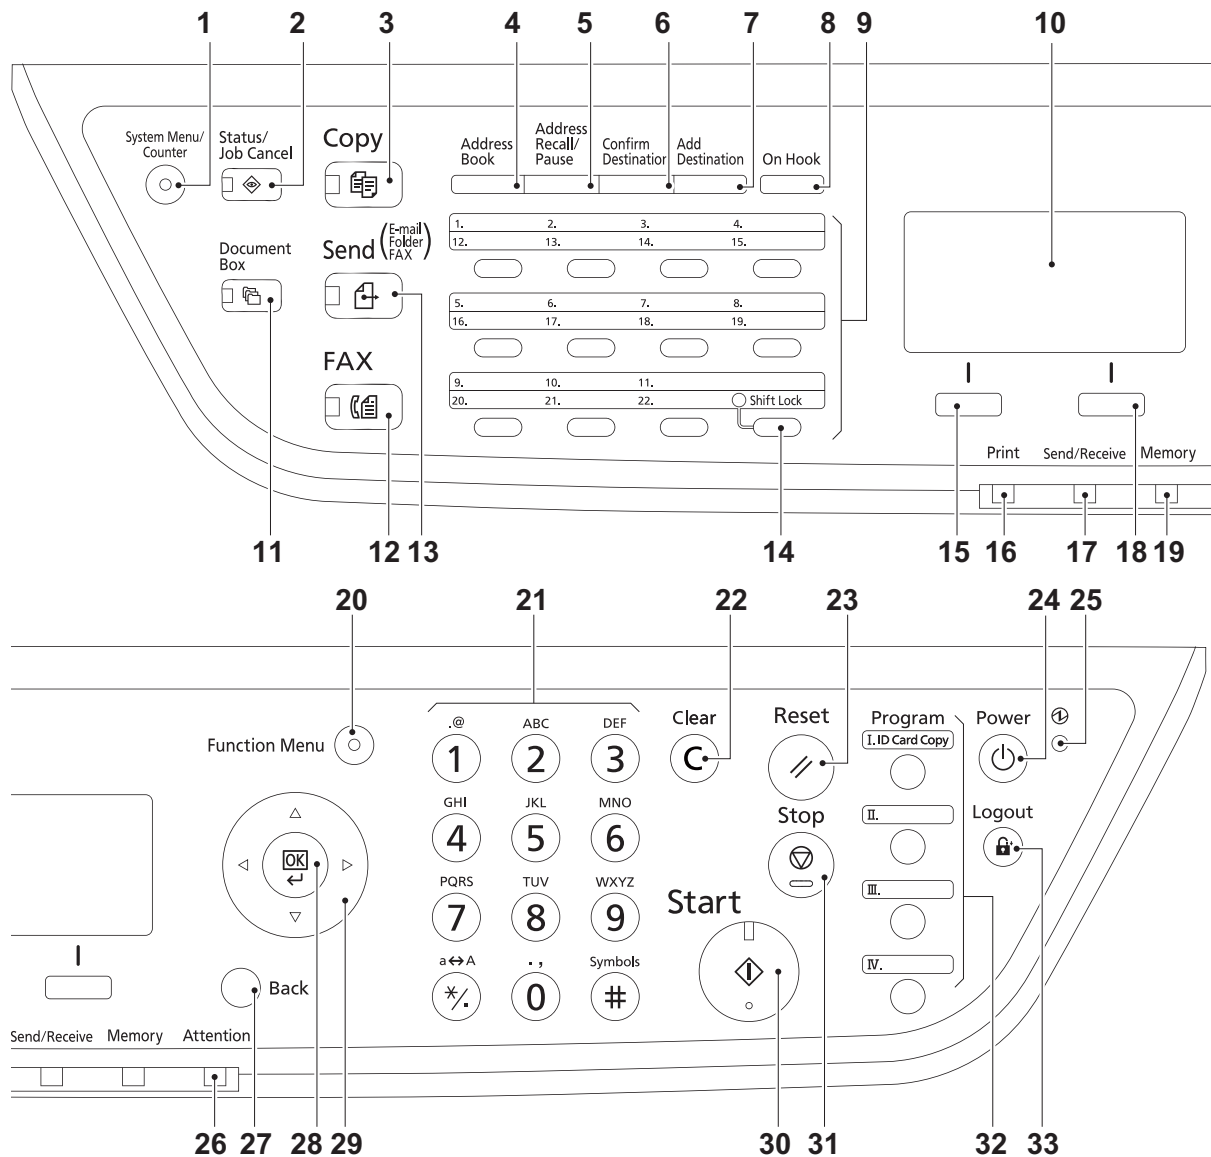 1 2 3 4 5 6 7 8 9 10
System Menu/
Counter
Status/
Job Cancel
Copy
Address
Book
Address
Recall/
Pause
Confirm
Destination
Add
Destination
On Hook
1. 2. 3. 4.
12. 13. 14. 15.
Document
Box
Send (E-mail
Folder
FAX)
5. 6. 7. 8.
16. 17. 18. 19.
FAX
9. 10. 11.
20. 21. 22. Shift Lock
Print Send/Receive Memory
11 12 13 14 15 16 17 18 19
20 21 22 23 24 25
Function Menu
.@ ABC DEF
1 2 3
GHI JKL MNO
4 5 6
PQRS TUV WXYZ
7 8 9
a↔A . , Symbols
*/. 0 #
Clear
C
Reset
Stop
Start
Program
I. ID Card Copy
II.
III.
IV.
Power
Logout
OK
Back
Send/Receive Memory Attention
26 27 28 29 30 31 32 33